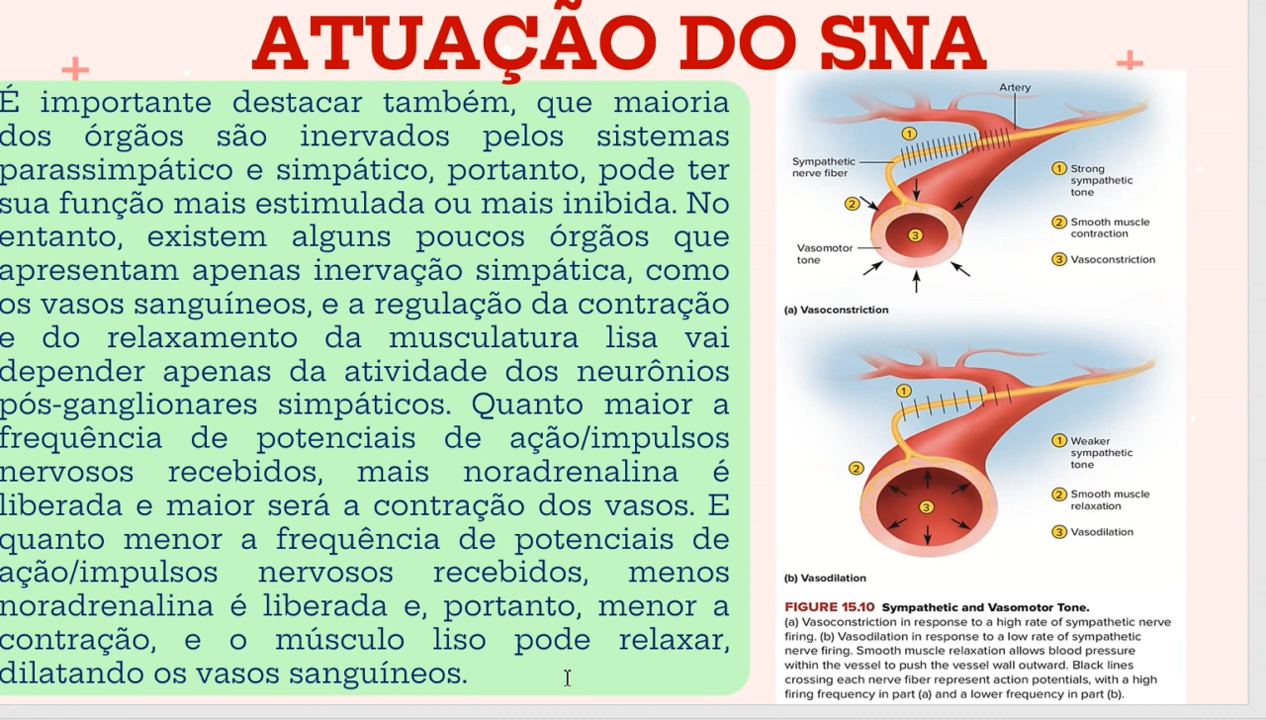 ATUAÇÃO DO SNA
É importante destacar também, que maioria
dos órgãos são inervados pelos sistemas
parassimpático e simpático, portanto, pode ter
sua função mais estimulada ou mais inibida. No
entanto, existem alguns poucos órgãos que
apresentam apenas inervação simpática, como
os vasos sanguíneos, e a regulação da contração
e do relaxamento da musculatura lisa vai
depender apenas da atividade dos neurônios
pós-ganglionares simpáticos. Quanto maior a
frequência de potenciais de ação/impulsos
nervosos recebidos, mais noradrenalina é
liberada e maior será a contração dos vasos. E
quanto menor a frequência de potenciais de
ação/impulsos nervosos recebidos, menos
noradrenalina é liberada e, portanto, menor a
contração, e o músculo liso pode relaxar,
dilatando os vasos sanguíneos.
Artery
1
Sympathetic
nerve fiber
2
3
Vasomotor
tone
1 Strong
sympathetic
tone
2 Smooth muscle
contraction
3 Vasoconstriction
(a) Vasoconstriction
1
2
3
1 Weaker
sympathetic
tone
2 Smooth muscle
relaxation
3 Vasodilation
(b) Vasodilation
FIGURE 15.10 Sympathetic and Vasomotor Tone.
(a) Vasoconstriction in response to a high rate of sympathetic nerve
firing. (b) Vasodilation in response to a low rate of sympathetic
nerve firing. Smooth muscle relaxation allows blood pressure
within the vessel to push the vessel wall outward. Black lines
crossing each nerve fiber represent action potentials, with a high
firing frequency in part (a) and a lower frequency in part (b).